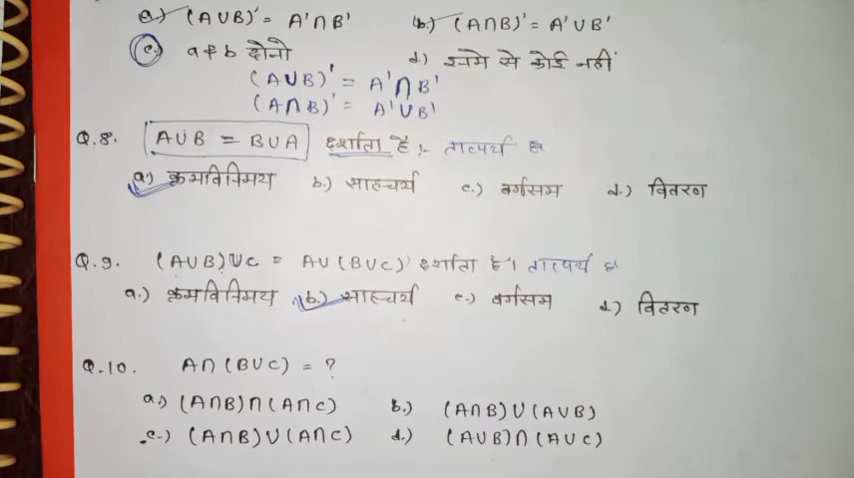 a.) (A∪B)' = A'∩B' b.) (A∩B)' = A'∪B'
c.) a & b दोनो d.) इनमे से कोई नहीं
(A∪B)' = A'∩B'
(A∩B)' = A'∪B'
Q.8. A∪B = B∪A दर्शाता है :- तात्पर्य है
a.) क्रमविनिमय b.) साहचर्य c.) वर्गसम d.) वितरण
Q.9. (A∪B)∪C = A∪(B∪C)' दर्शाता है। तात्पर्य है
a.) क्रमविनिमय b.) साहचर्य c.) वर्गसम d.) वितरण
Q.10. A∩(B∪C) = ?
a.) (A∩B)∩(A∩C) b.) (A∩B)∪(A∪B)
c.) (A∩B)∪(A∩C) d.) (A∪B)∩(A∪C)